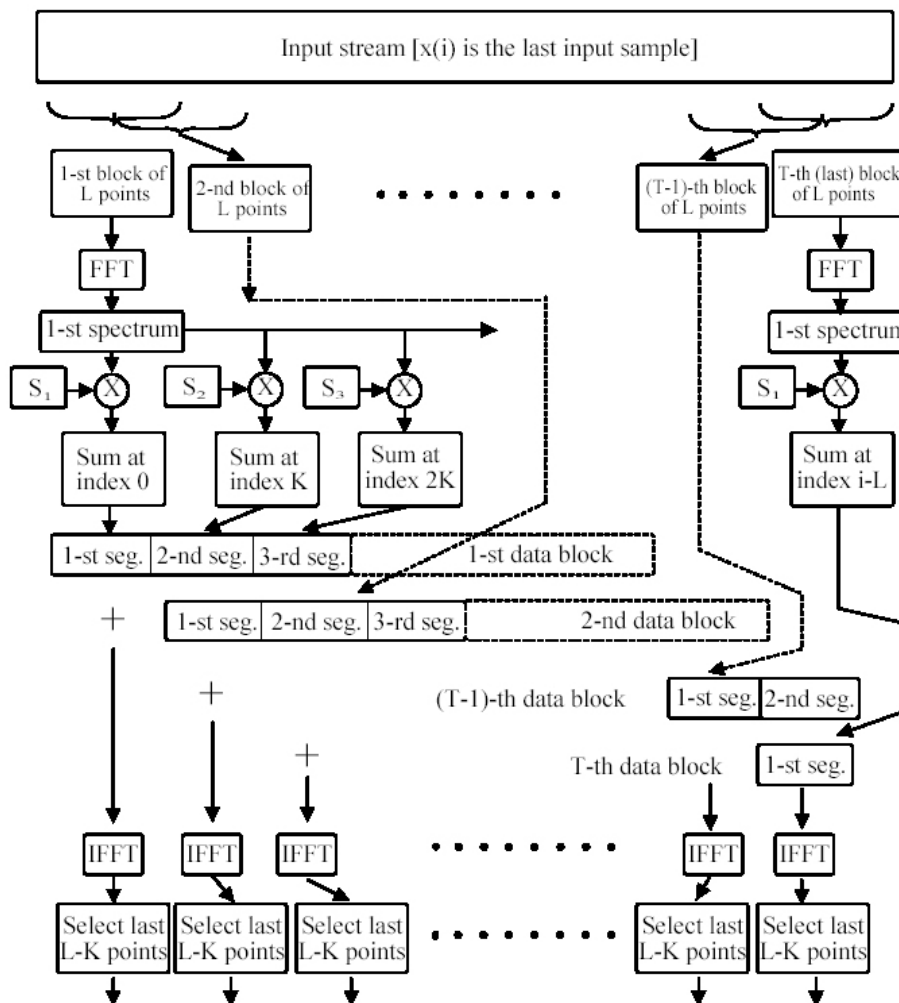 Input stream [x(i) is the last input sample]
1-st block of
L points
2-nd block of
L points
(T-1)-th block
of L points
T-th (last) block
of L points
FFT
FFT
1-st spectrum
1-st spectrum
S₁
X
S₂
X
S₃
X
S₁
X
Sum at
index 0
Sum at
index K
Sum at
index 2K
Sum at
index i-L
1-st seg.
2-nd seg.
3-rd seg.
1-st data block
+
1-st seg.
2-nd seg.
3-rd seg.
2-nd data block
+
(T-1)-th data block
1-st seg.
2-nd seg.
+
T-th data block
1-st seg.
IFFT
IFFT
IFFT
IFFT
IFFT
Select last
L-K points
Select last
L-K points
Select last
L-K points
Select last
L-K points
Select last
L-K points